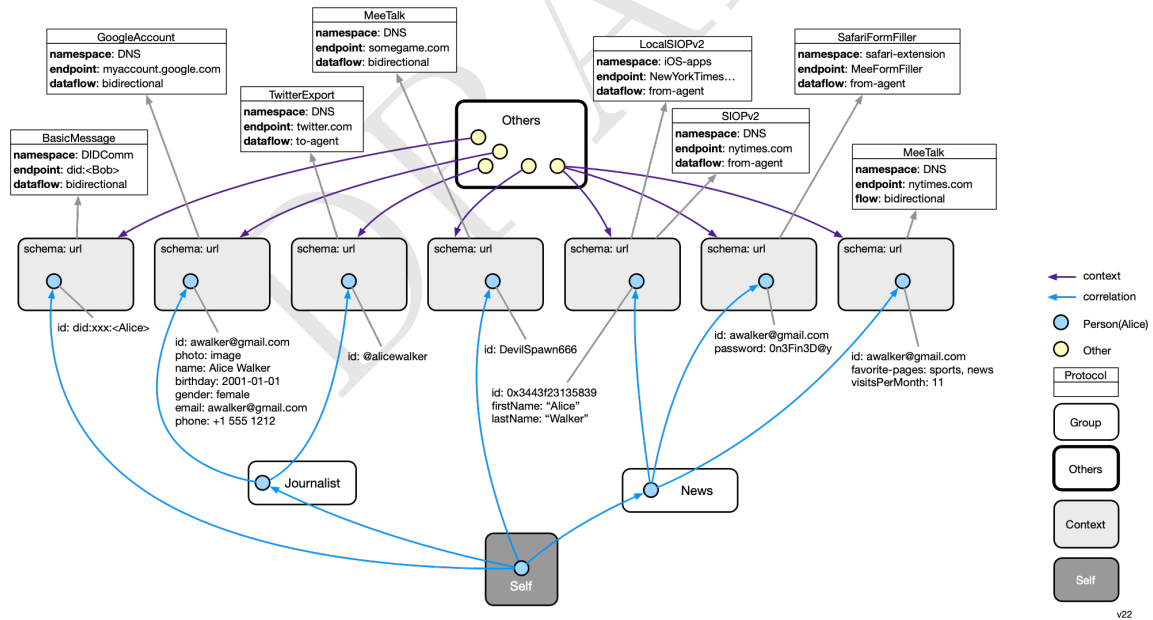 DRA
GoogleAccount
namespace: DNS
endpoint: myaccount.google.com
dataflow: bidirectional
MeeTalk
namespace: DNS
endpoint: somegame.com
dataflow: bidirectional
LocalSIOPv2
namespace: iOS-apps
endpoint: NewYorkTimes...
dataflow: from-agent
SafariFormFiller
namespace: safari-extension
endpoint: MeeFormFiller
dataflow: from-agent
TwitterExport
namespace: DNS
endpoint: twitter.com
dataflow: to-agent
SIOPv2
namespace: DNS
endpoint: nytimes.com
dataflow: from-agent
BasicMessage
namespace: DIDComm
endpoint: did:<Bob>
dataflow: bidirectional
MeeTalk
namespace: DNS
endpoint: nytimes.com
flow: bidirectional
Others
schema: url
schema: url
schema: url
schema: url
schema: url
schema: url
schema: url
id: did:xxx:<Alice>
id: awalker@gmail.com
photo: image
name: Alice Walker
birthday: 2001-01-01
gender: female
email: awalker@gmail.com
phone: +1 555 1212
id: @alicewalker
id: DevilSpawn666
id: 0x3443f23135839
firstName: “Alice”
lastName: “Walker”
id: awalker@gmail.com
password: 0n3Fin3D@y
id: awalker@gmail.com
favorite-pages: sports, news
visitsPerMonth: 11
Journalist
News
Self
context
correlation
Person(Alice)
Other
Protocol
Group
Others
Context
Self
v22